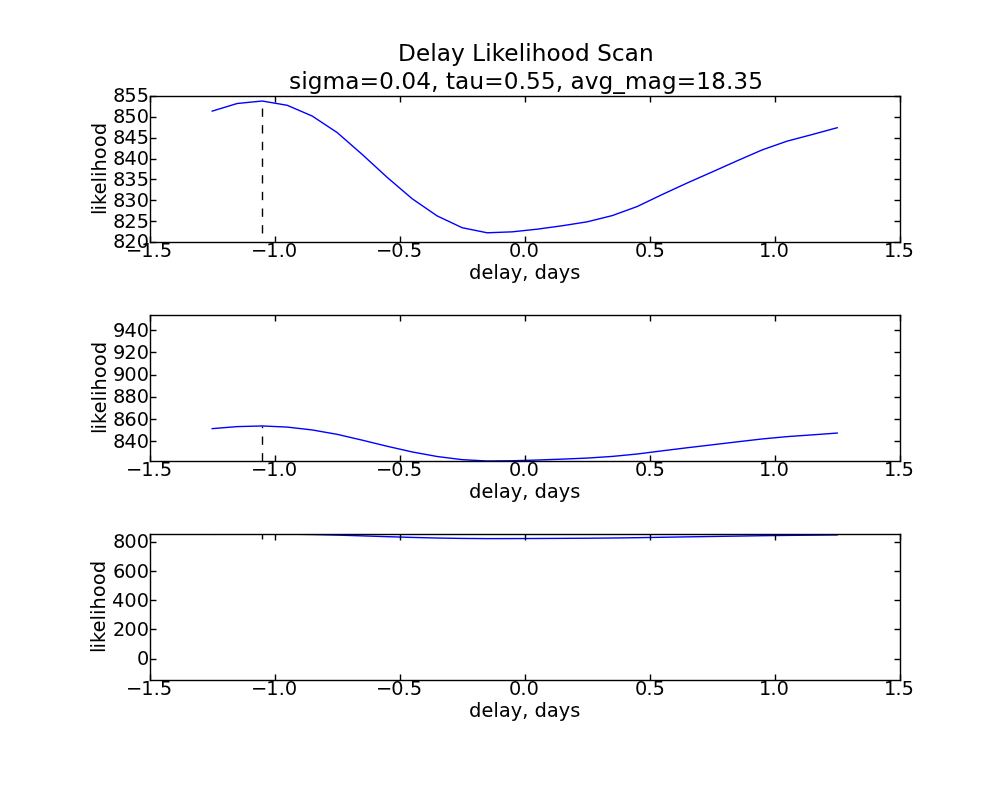 Delay Likelihood Scan
sigma=0.04, tau=0.55, avg_mag=18.35
855
850
845
840
835
830
825
820
likelihood
−1.5 −1.0 −0.5 0.0 0.5 1.0 1.5
delay, days
940
920
900
880
860
840
likelihood
−1.5 −1.0 −0.5 0.0 0.5 1.0 1.5
delay, days
800
600
400
200
0
likelihood
−1.5 −1.0 −0.5 0.0 0.5 1.0 1.5
delay, days